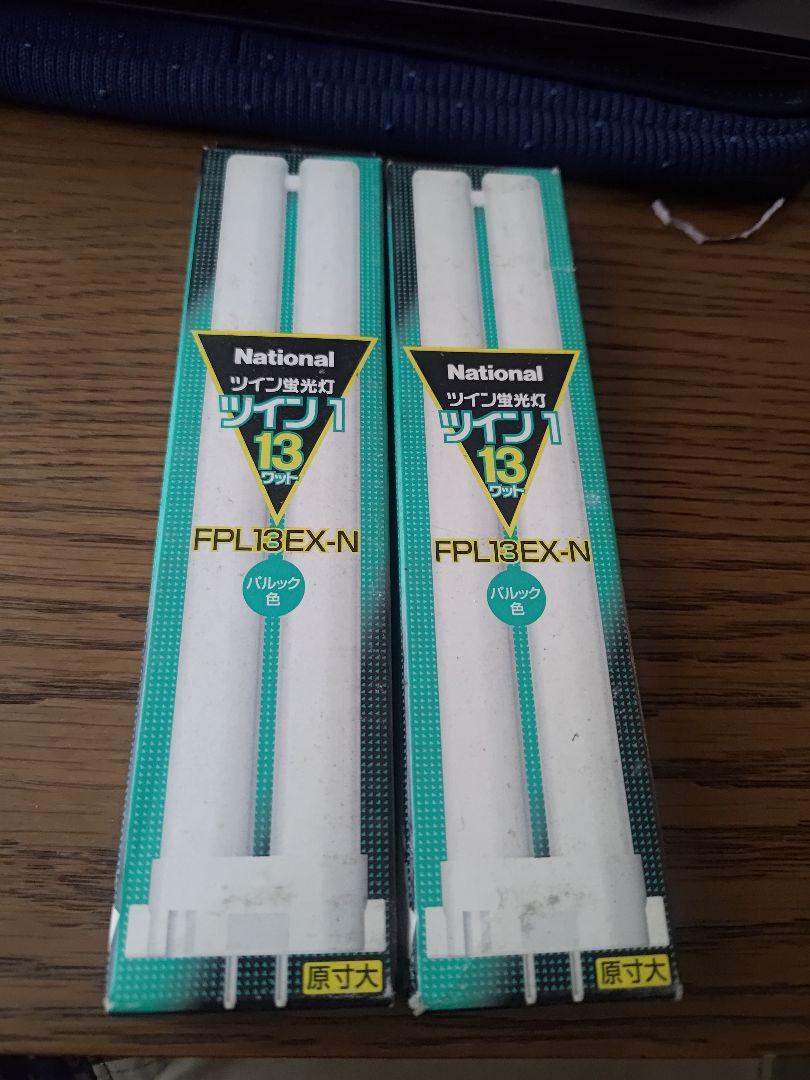 National
ツイン蛍光灯
ツイン1
13
ワット
FPL13EX-N
パルック
色
原寸大
National
ツイン蛍光灯
ツイン1
13
ワット
FPL13EX-N
パルック
色
原寸大